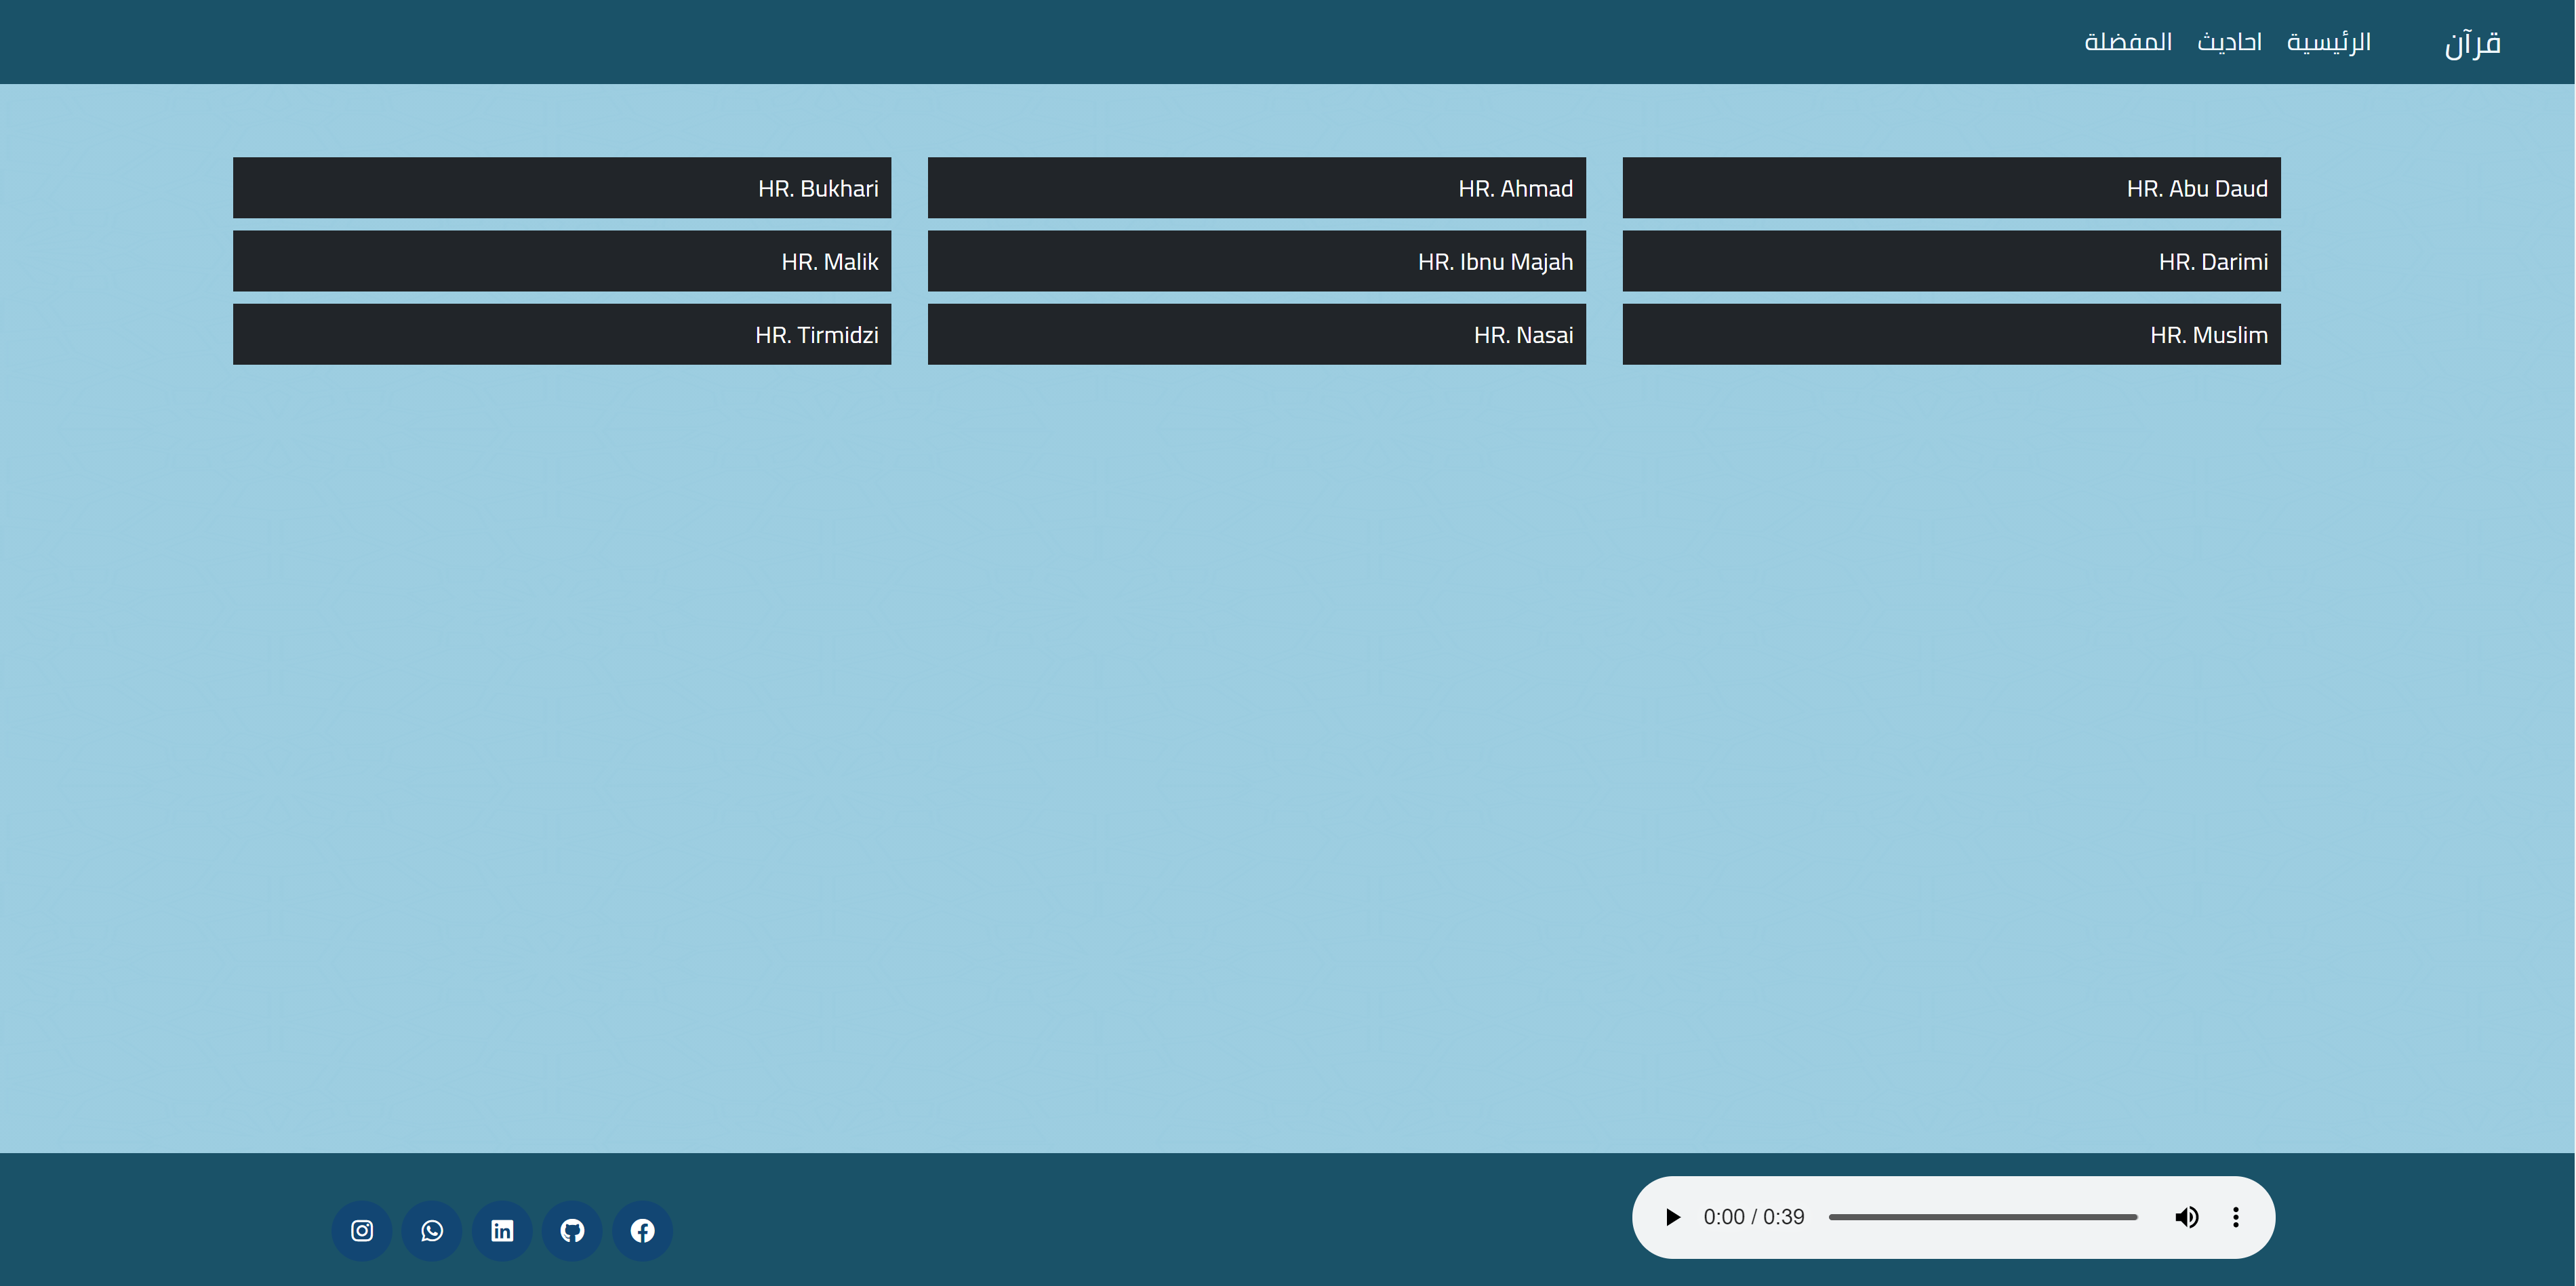 قرآن
الرئيسية احاديث المفضلة
HR. Abu Daud
HR. Ahmad
HR. Bukhari
HR. Darimi
HR. Ibnu Majah
HR. Malik
HR. Muslim
HR. Nasai
HR. Tirmidzi
0:00 / 0:39